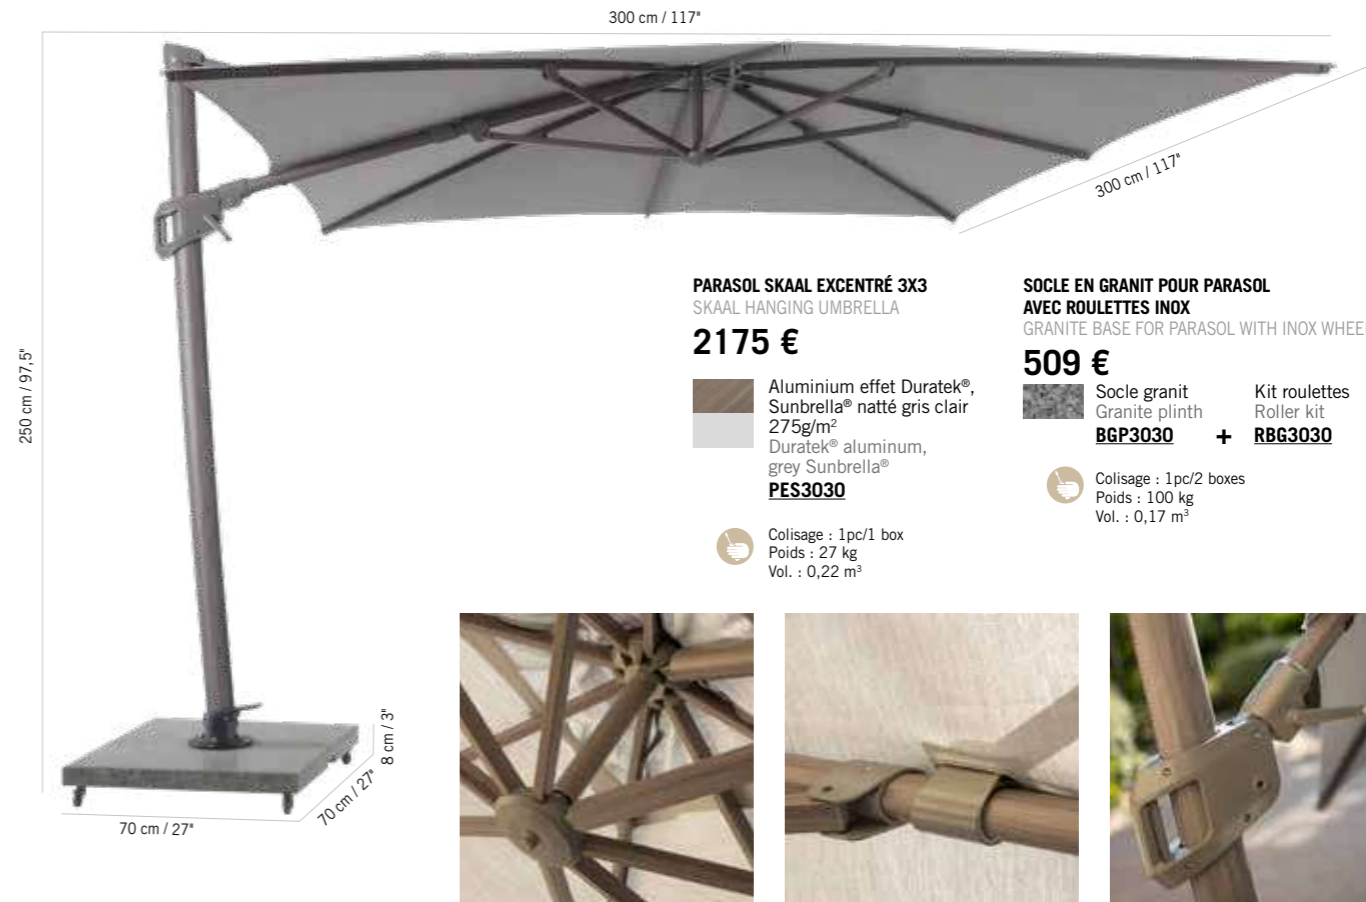 300 cm / 117"
300 cm / 117"
250 cm / 97,5"
PARASOL SKAAL EXCENTRÉ 3X3
SKAAL HANGING UMBRELLA
2175 €
Aluminium effet Duratek®,
Sunbrella® natté gris clair
275g/m²
Duratek® aluminum,
grey Sunbrella®
PES3030
Colisage : 1pc/1 box
Poids : 27 kg
Vol. : 0,22 m³
SOCLE EN GRANIT POUR PARASOL
AVEC ROULETTES INOX
GRANITE BASE FOR PARASOL WITH INOX
509 €
Socle granit
Granite plinth
BGP3030
+
Kit roulettes
Roller kit
RBG3030
Colisage : 1pc/2 boxes
Poids : 100 kg
Vol. : 0,17 m³
8 cm / 3"
70 cm / 27"
70 cm / 27"